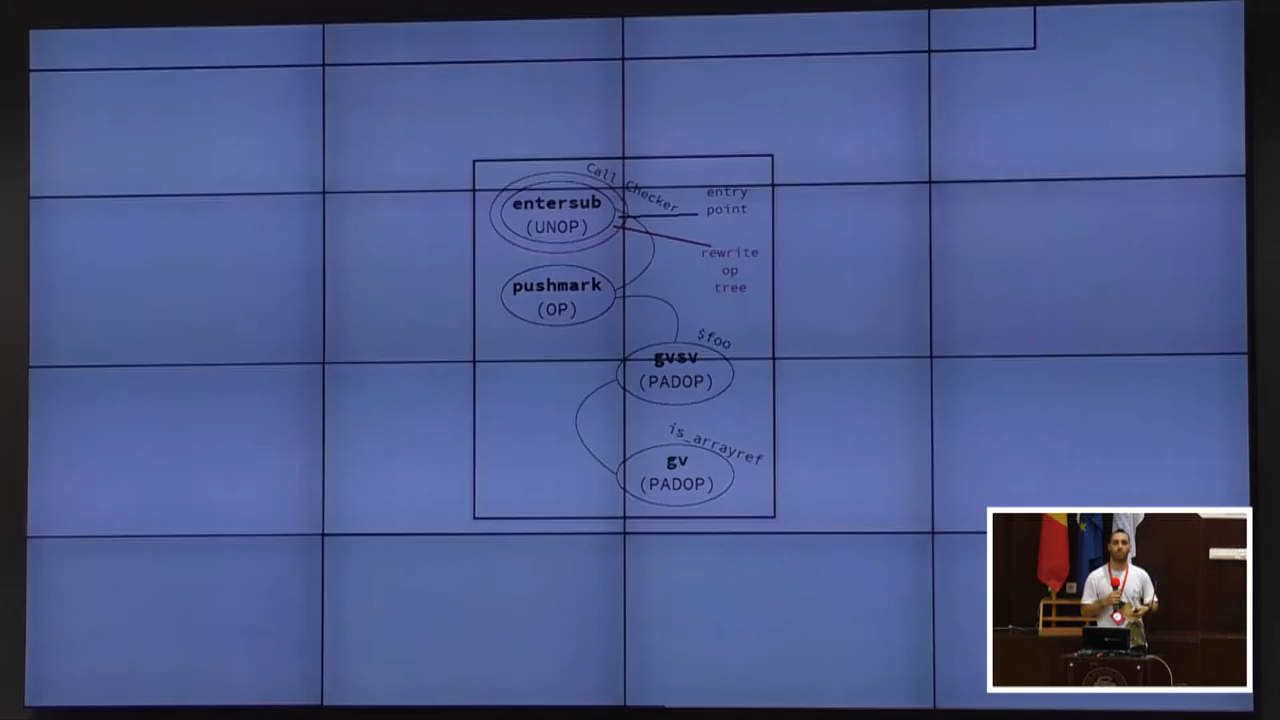 Call Checker
entersub
(UNOP)
entry
point
rewrite
op
tree
pushmark
(OP)
$foo
gvsv
(PADOP)
is_arrayref
gv
(PADOP)